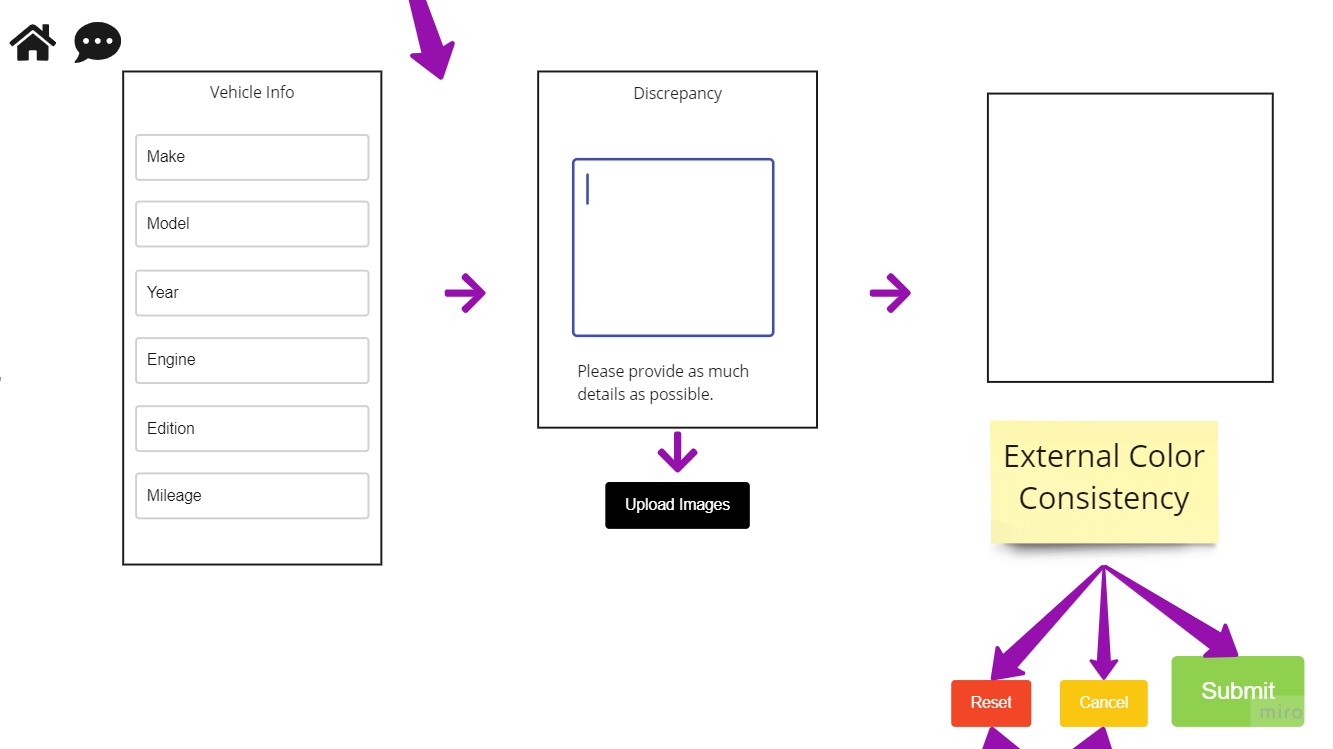 Vehicle Info
Make
Model
Year
Engine
Edition
Mileage
Discrepancy
Please provide as much
details as possible.
Upload Images
External Color
Consistency
Reset
Cancel
Submit
miro